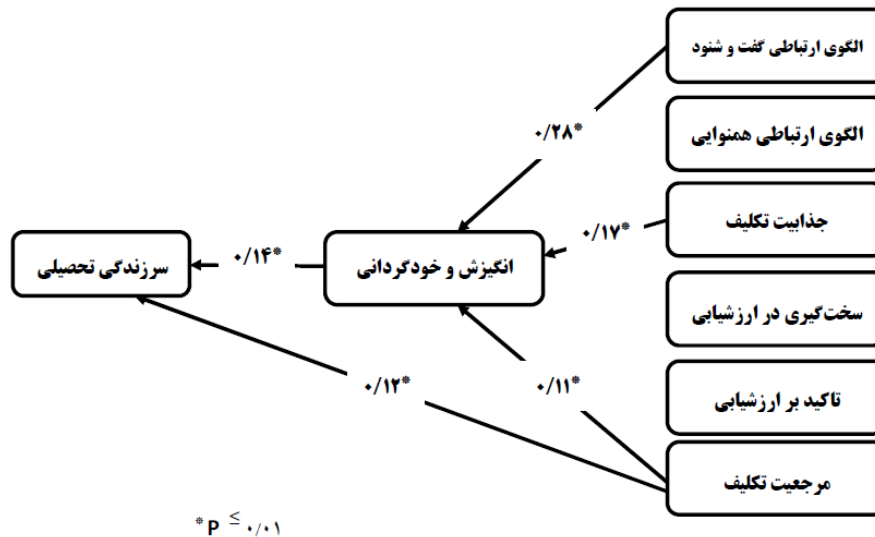 الگوی ارتباطی گفت و شنود
۰/۲۸*
الگوی ارتباطی همنوایی
جذابیت تکلیف
۰/۱۷*
انگیزش و خودگردانی
۰/۱۴*
سرزندگی تحصیلی
سخت‌گیری در ارزشیابی
تاکید بر ارزشیابی
۰/۱۱*
۰/۱۲*
مرجعیت تکلیف
*P ≤ ۰/۰۱